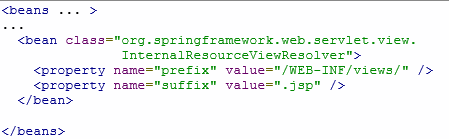 <beans ... >
...
<bean class="org.springframework.web.servlet.view.
InternalResourceViewResolver">
<property name="prefix" value="/WEB-INF/views/" />
<property name="suffix" value=".jsp" />
</bean>
</beans>